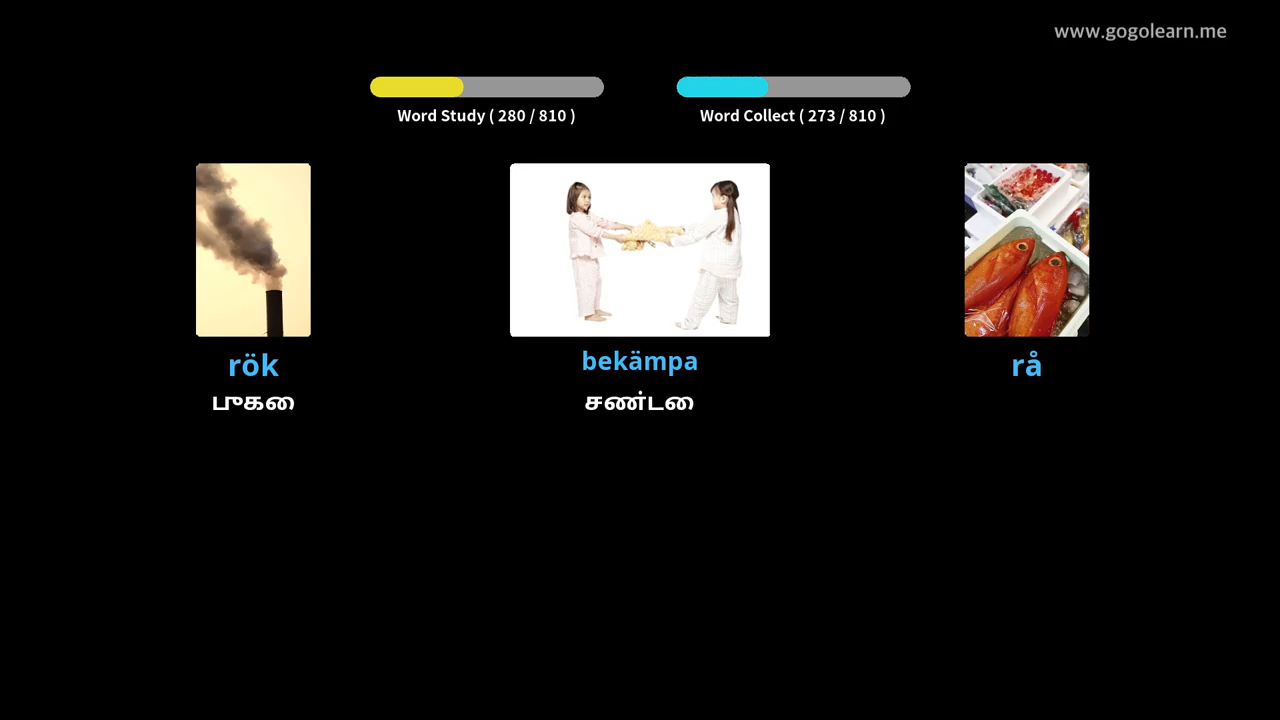 www.gogolearn.me
Word Study ( 280 / 810 )
Word Collect ( 273 / 810 )
rök
bekämpa
rå
புகை
சண்டை